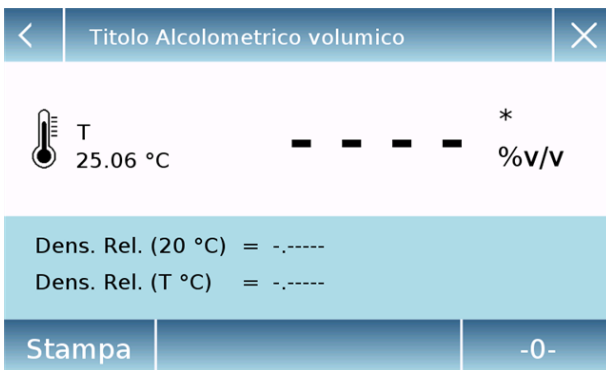 Titolo Alcolometrico volumico
T
25.06 °C
- - - -
*
%v/v
Dens. Rel. (20 °C) = -.-----
Dens. Rel. (T °C) = -.-----
Stampa
-0-